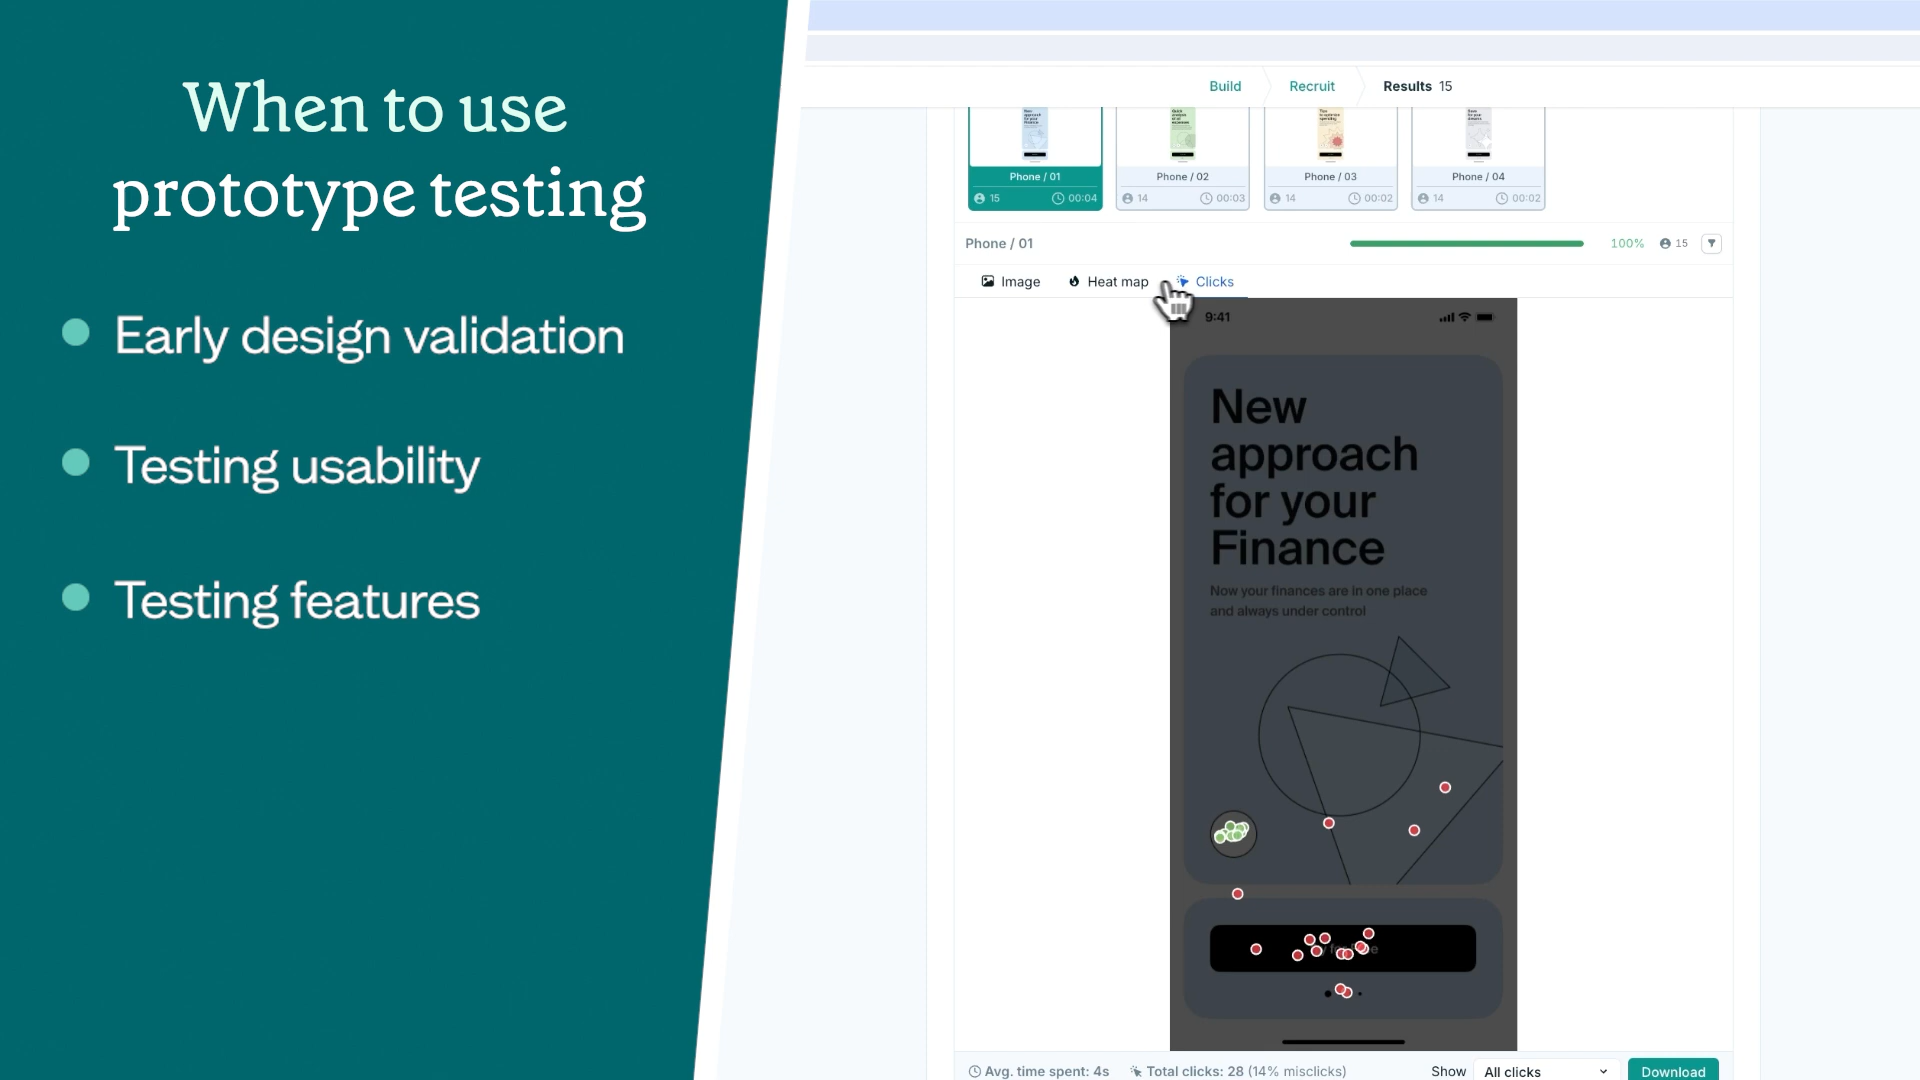 When to use
prototype testing
Early design validation
Testing usability
Testing features
Build
Recruit
Results 15
Phone / 01
15 00:04
Phone / 02
14 00:03
Phone / 03
14 00:02
Phone / 04
14 00:02
Phone / 01
100% 15
Image
Heat map
Clicks
9:41
New
approach
for your
Finance
Now your finances are in one place
and always under control
Avg. time spent: 4s
Total clicks: 28 (14% misclicks)
Show
All clicks
Download